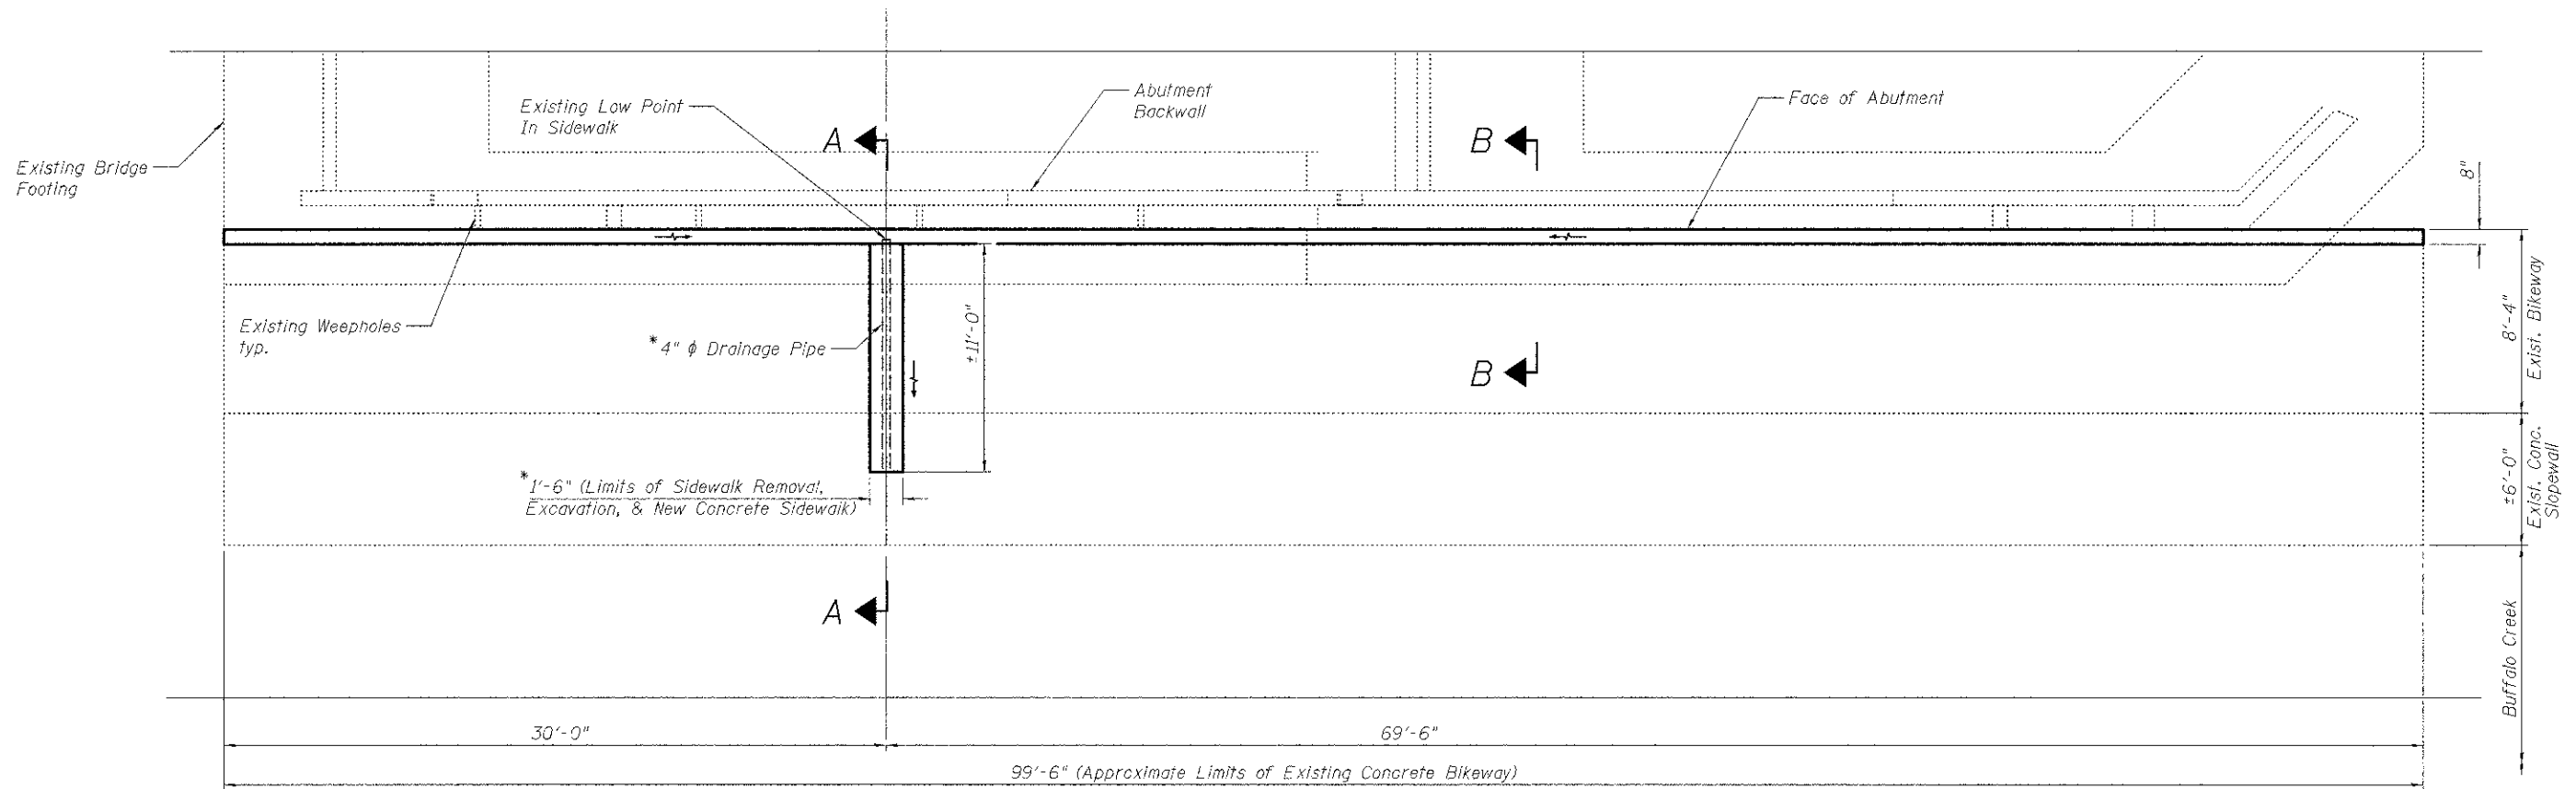 Existing Low Point
In Sidewalk
Abutment
Backwall
Face of Abutment
A
B
Existing Bridge
Footing
8"
Existing Weepholes
typ.
*4" ϕ Drainage Pipe
±11'-0"
B
8'-4"
Exist. Bikeway
*1'-6" (Limits of Sidewalk Removal,
Excavation, & New Concrete Sidewalk)
±6'-0"
Exist. Conc.
Slopewall
A
Buffalo Creek
30'-0"
69'-6"
99'-6" (Approximate Limits of Existing Concrete Bikeway)